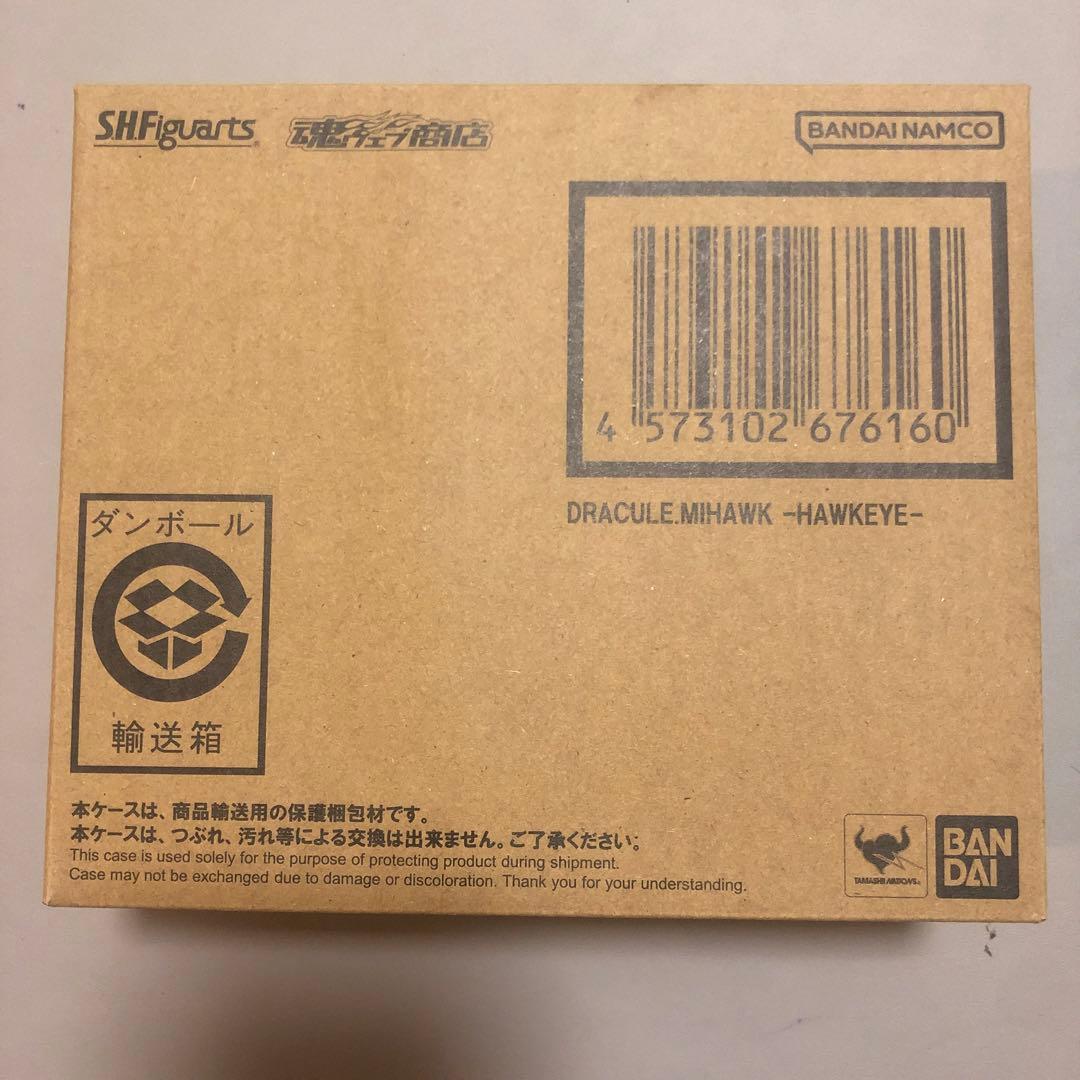 S.H.Figuarts
魂ウェブ商店
BANDAI NAMCO
4 573102 676160
DRACULE.MIHAWK -HAWKEYE-
ダンボール
輸送箱
本ケースは、商品輸送用の保護梱包材です。
本ケースは、つぶれ、汚れ等による交換は出来ません。ご了承ください。
This case is used solely for the purpose of protecting product during shipment.
Case may not be exchanged due to damage or discoloration. Thank you for your understanding.
TAMASHII NATIONS
BAN
DAI